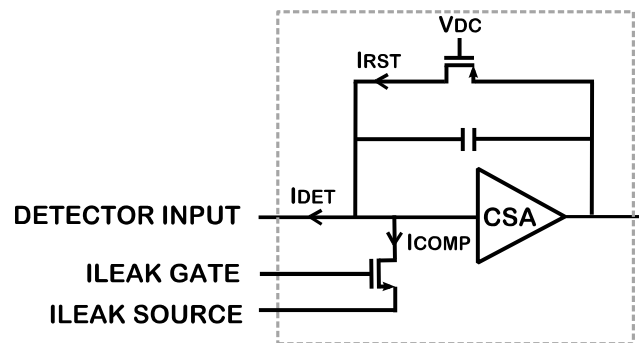 VDC
IRST
IDET
DETECTOR INPUT
CSA
ICOMP
ILEAK GATE
ILEAK SOURCE